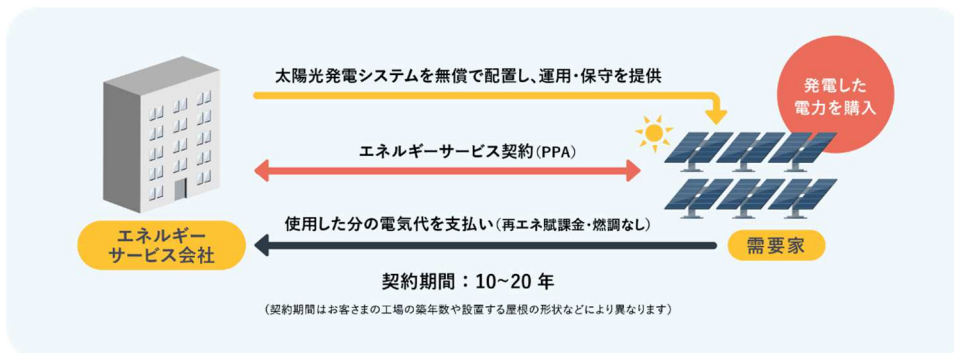 太陽光発電システムを無償で配置し、運用・保守を提供
発電した
電力を購入
エネルギーサービス契約(PPA)
使用した分の電気代を支払い(再エネ賦課金・燃調なし)
エネルギー
サービス会社
需要家
契約期間:10~20 年
(契約期間はお客さまの工場の築年数や設置する屋根の形状などにより異なります)